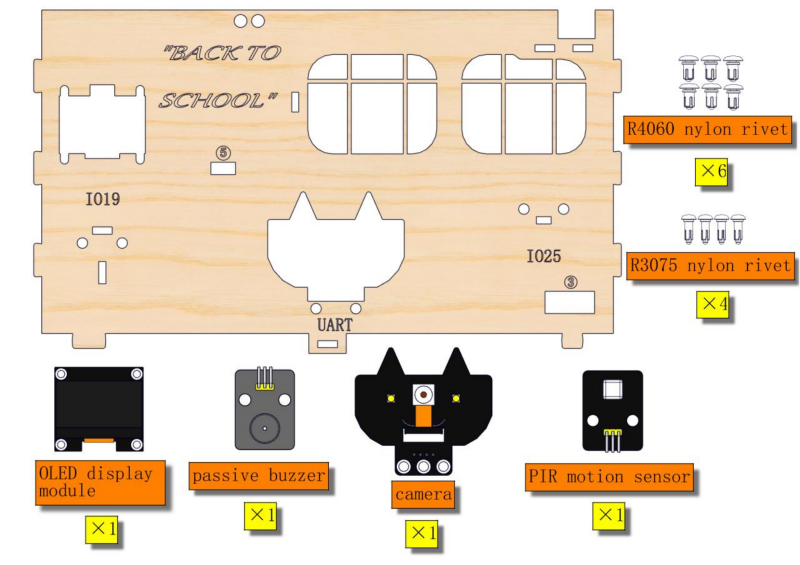 "BACK TO
SCHOOL"
⑤
IO19
IO25
③
UART
R4060 nylon rivet
×6
R3075 nylon rivet
×4
OLED display
module
×1
passive buzzer
×1
camera
×1
PIR motion sensor
×1